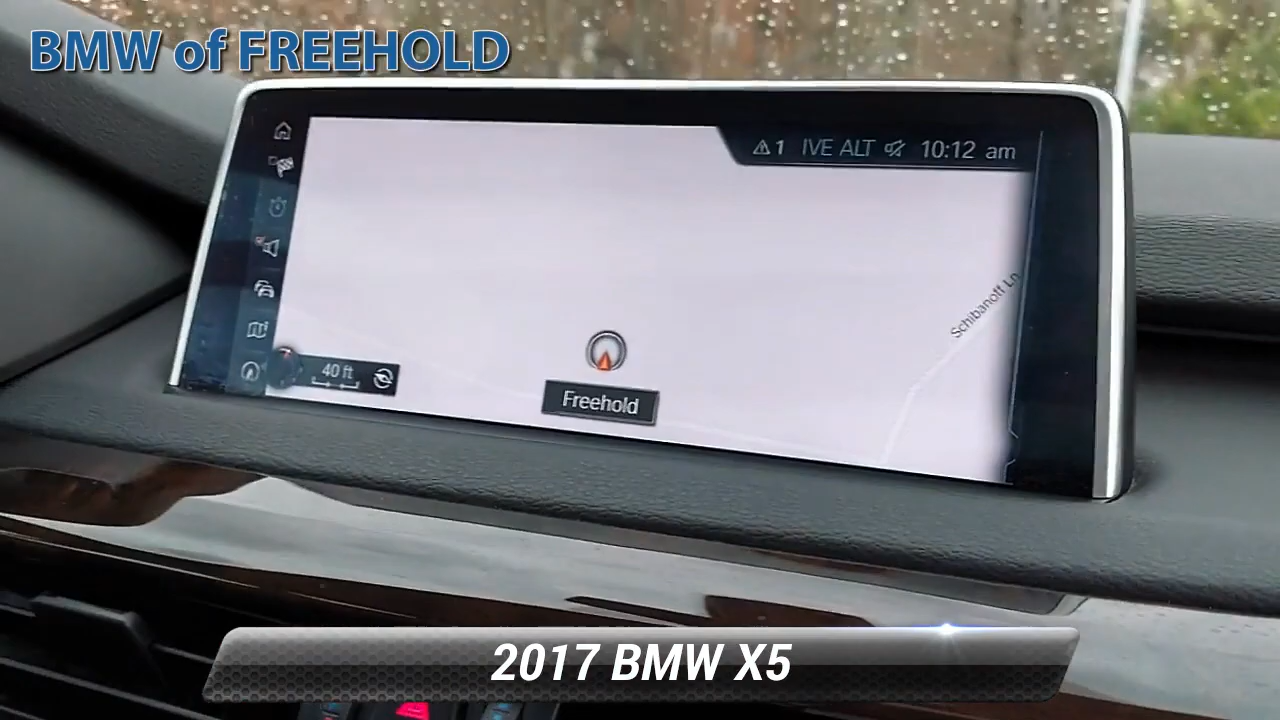 BMW of FREEHOLD
1 IVE ALT 10:12 am
Schibanoff Ln
40 ft
Freehold
2017 BMW X5